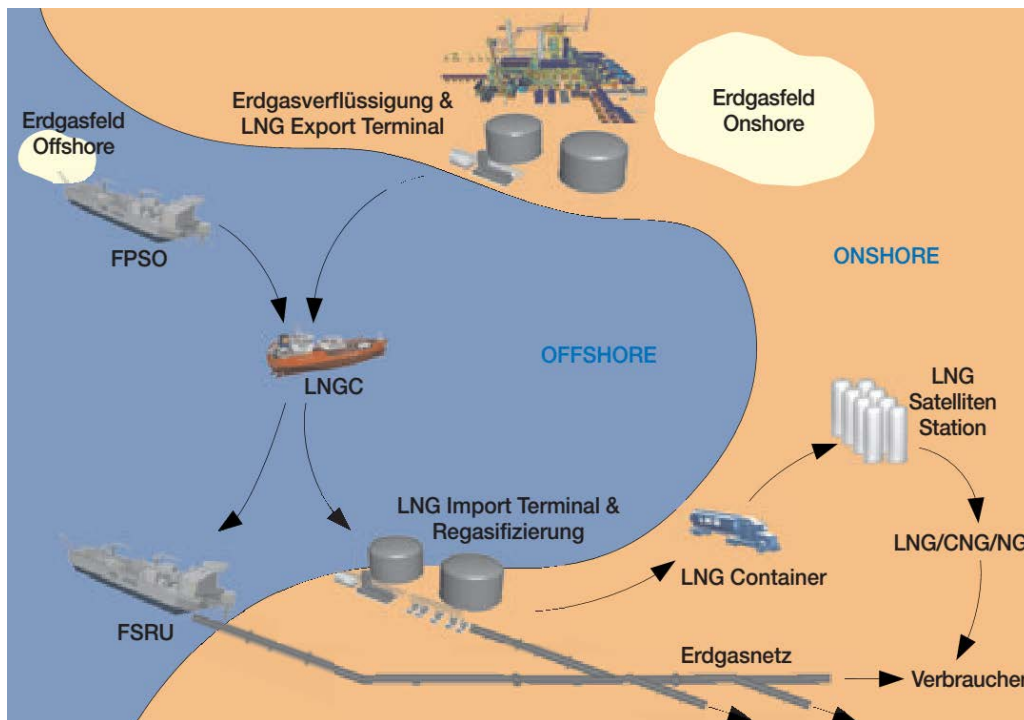 Erdgasverflüssigung &
LNG Export Terminal
Erdgasfeld
Onshore
Erdgasfeld
Offshore
FPSO
ONSHORE
OFFSHORE
LNGC
LNG
Satelliten
Station
LNG Import Terminal &
Regasifizierung
LNG/CNG/NG
LNG Container
FSRU
Erdgasnetz
Verbraucher